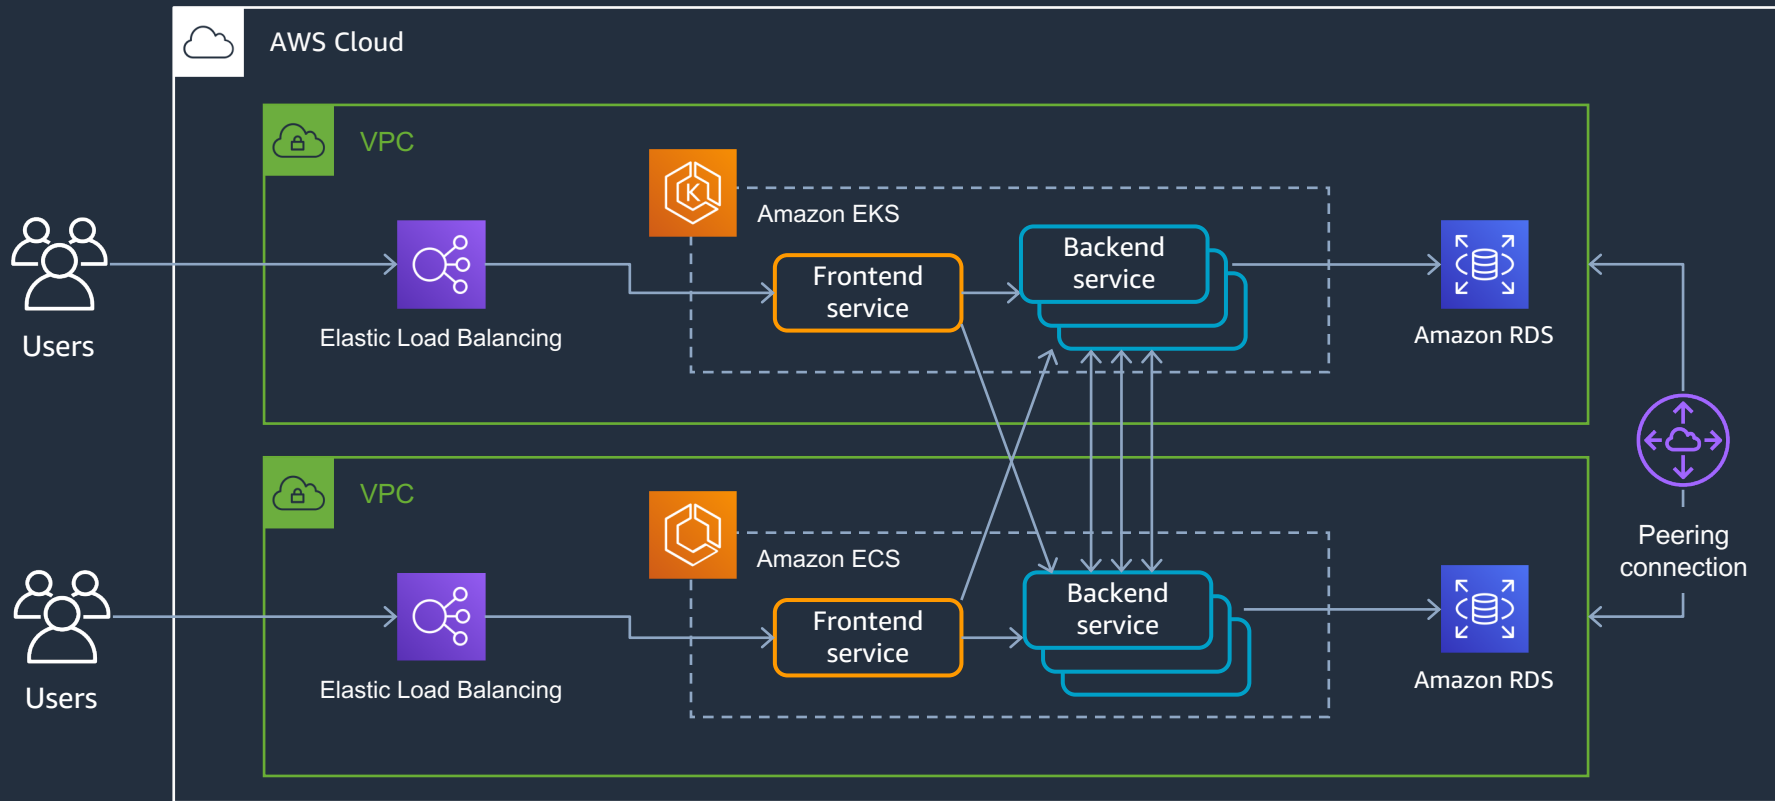 AWS Cloud
VPC
Amazon EKS
K
Users
Elastic Load Balancing
Frontend
service
Backend
service
Amazon RDS
VPC
Amazon ECS
Users
Elastic Load Balancing
Frontend
service
Backend
service
Amazon RDS
Peering
connection